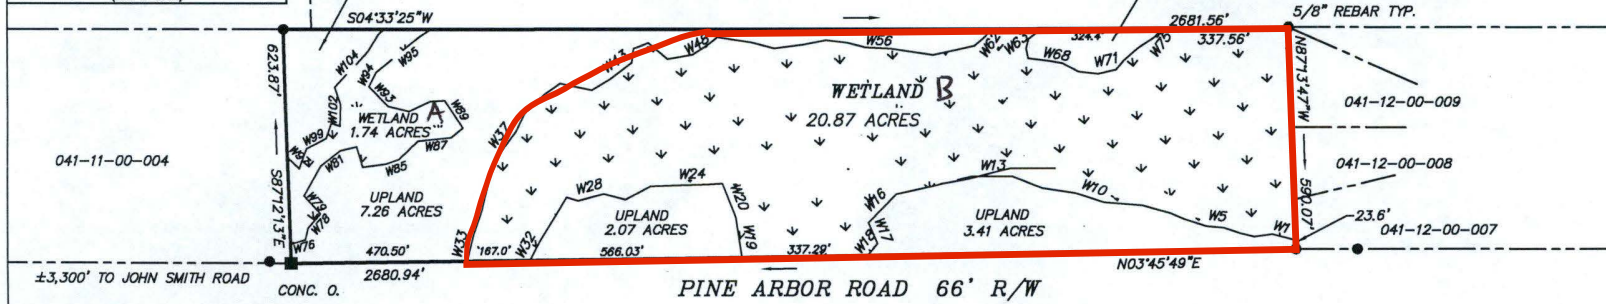 S04°33'25"W
2681.56'
5/8" REBAR TYP.
324.4'
337.56'
623.87'
S87°12'13"E
N87°13'47"W
590.07'
W104
W95
W94
W93
W102
W99
W89
W87
W85
W81
W79
W78
W76
WETLAND A
1.74 ACRES
041-11-00-004
UPLAND
7.26 ACRES
W43
W48
W56
W62
W63
W68
W71
W75
W37
W33
W32
W28
W24
W20
W19
W18
W17
W16
W13
W10
W5
W1
WETLAND B
20.87 ACRES
UPLAND
2.07 ACRES
UPLAND
3.41 ACRES
041-12-00-009
041-12-00-008
23.6'
041-12-00-007
470.50'
167.0'
566.03'
337.29'
N03°45'49"E
±3,300' TO JOHN SMITH ROAD
2680.94'
CONC. O.
PINE ARBOR ROAD 66' R/W